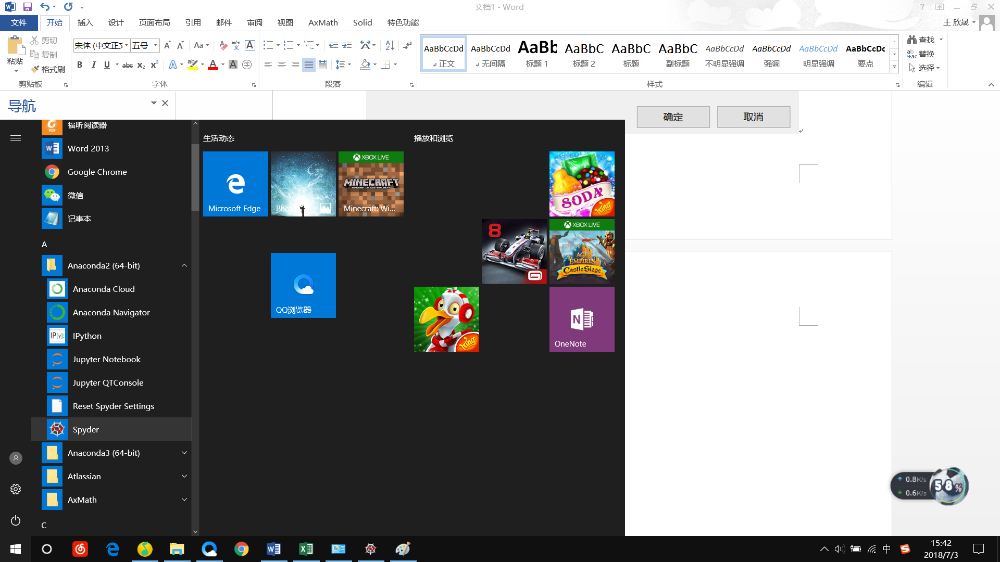 文档1 - Word
文件 开始 插入 设计 页面布局 引用 邮件 审阅 视图 AxMath Solid 特色功能
王 欣晟
粘贴
剪切
复制
格式刷
剪贴板
宋体 (中文正文 五号
字体
段落
AaBbCcDd AaBbCcDd AaBb AaBbC AaBbC AaBbC AaBbCcDd AaBbCcDd AaBbCcDd AaBbCcDc
正文 无间隔 标题 1 标题 2 标题 副标题 不明显强调 强调 明显强调 要点
样式
查找
替换
选择
编辑
导航
确定 取消
福昕阅读器
Word 2013
Google Chrome
微信
记事本
A
Anaconda2 (64-bit)
Anaconda Cloud
Anaconda Navigator
IPython
Jupyter Notebook
Jupyter QTConsole
Reset Spyder Settings
Spyder
Anaconda3 (64-bit)
Atlassian
AxMath
C
生活动态
Microsoft Edge
XBOX LIVE
MINECRAFT
Minecraft: Wi...
QQ浏览器
播放和浏览
SODA
King
8
XBOX LIVE
AGE OF EMPIRES
Castle Siege
King
OneNote
0.8K/s
0.6K/s
58%
中
15:42
2018/7/3